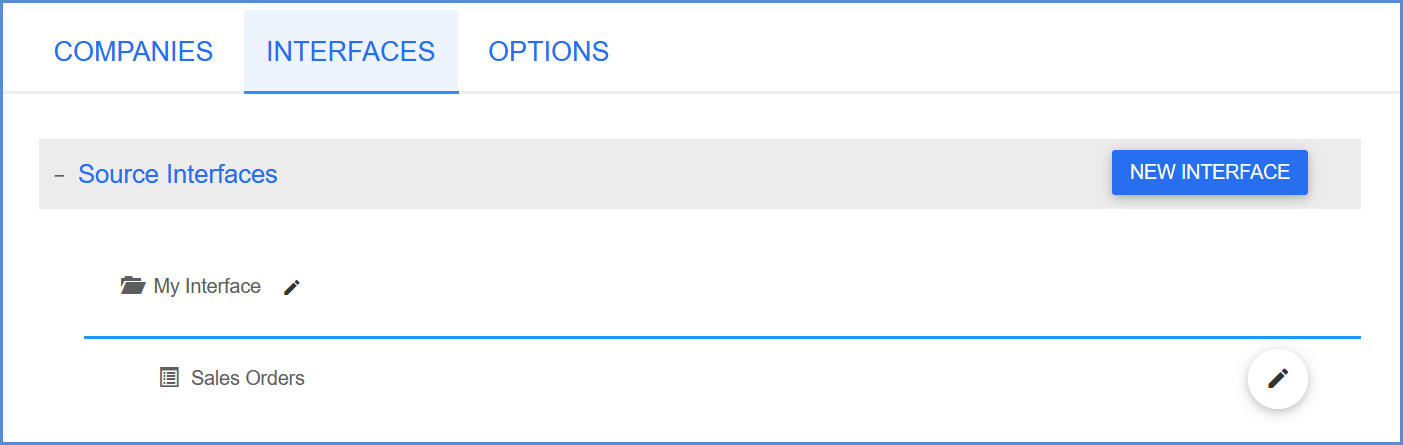 COMPANIES INTERFACES OPTIONS
– Source Interfaces NEW INTERFACE
My Interface
Sales Orders